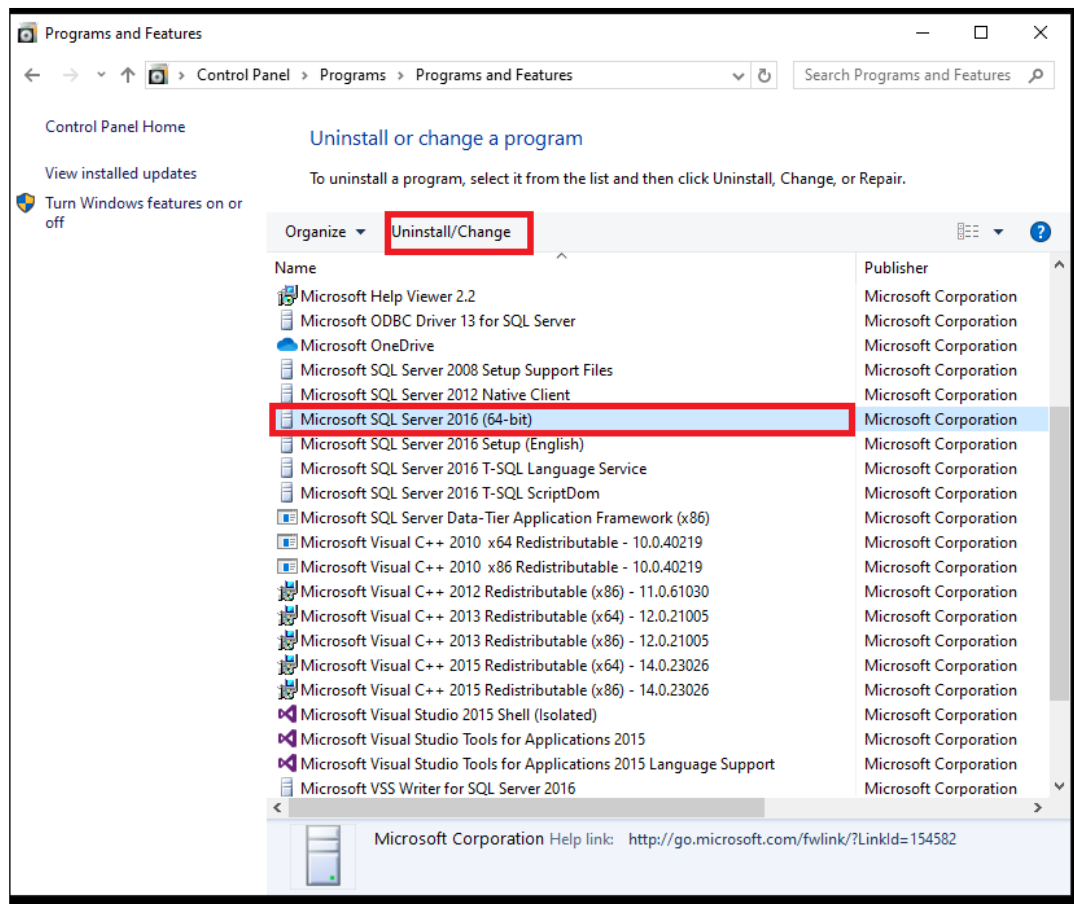 Programs and Features
Control Panel > Programs > Programs and Features
Search Programs and Features
Control Panel Home
View installed updates
Turn Windows features on or
off
Uninstall or change a program
To uninstall a program, select it from the list and then click Uninstall, Change, or Repair.
Organize Uninstall/Change
Name Publisher
Microsoft Help Viewer 2.2 Microsoft Corporation
Microsoft ODBC Driver 13 for SQL Server Microsoft Corporation
Microsoft OneDrive Microsoft Corporation
Microsoft SQL Server 2008 Setup Support Files Microsoft Corporation
Microsoft SQL Server 2012 Native Client Microsoft Corporation
Microsoft SQL Server 2016 (64-bit) Microsoft Corporation
Microsoft SQL Server 2016 Setup (English) Microsoft Corporation
Microsoft SQL Server 2016 T-SQL Language Service Microsoft Corporation
Microsoft SQL Server 2016 T-SQL ScriptDom Microsoft Corporation
Microsoft SQL Server Data-Tier Application Framework (x86) Microsoft Corporation
Microsoft Visual C++ 2010 x64 Redistributable - 10.0.40219 Microsoft Corporation
Microsoft Visual C++ 2010 x86 Redistributable - 10.0.40219 Microsoft Corporation
Microsoft Visual C++ 2012 Redistributable (x86) - 11.0.61030 Microsoft Corporation
Microsoft Visual C++ 2013 Redistributable (x64) - 12.0.21005 Microsoft Corporation
Microsoft Visual C++ 2013 Redistributable (x86) - 12.0.21005 Microsoft Corporation
Microsoft Visual C++ 2015 Redistributable (x64) - 14.0.23026 Microsoft Corporation
Microsoft Visual C++ 2015 Redistributable (x86) - 14.0.23026 Microsoft Corporation
Microsoft Visual Studio 2015 Shell (Isolated) Microsoft Corporation
Microsoft Visual Studio Tools for Applications 2015 Microsoft Corporation
Microsoft Visual Studio Tools for Applications 2015 Language Support Microsoft Corporation
Microsoft VSS Writer for SQL Server 2016 Microsoft Corporation
Microsoft Corporation Help link: http://go.microsoft.com/fwlink/?LinkId=154582